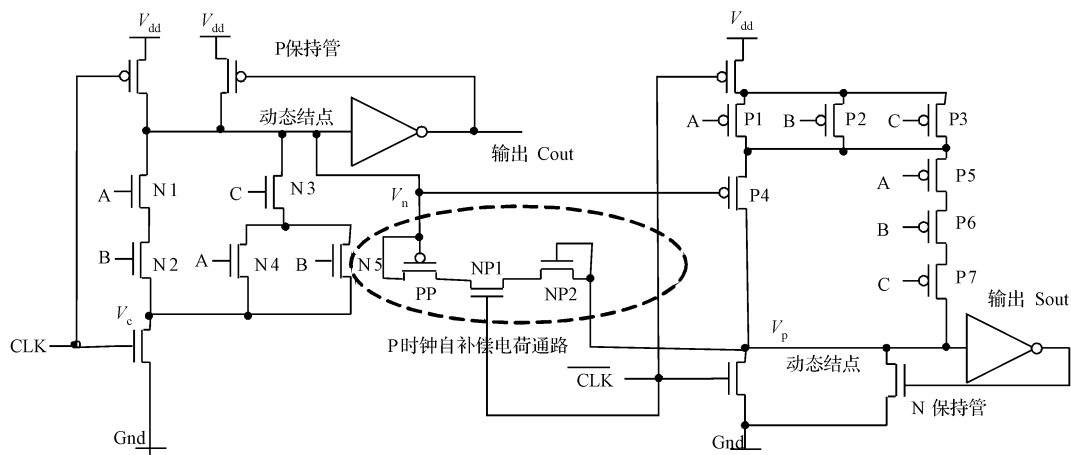 Vdd
Vdd
P保持管
Vdd
动态结点
输出 Cout
A
P1
B
P2
C
P3
A
N1
C
N3
Vn
P4
A
P5
B
N2
A
N4
B
N5
B
P6
PP
NP1
NP2
C
P7
Vc
CLK
P时钟自补偿电荷通路
Vp
输出 Sout
动态结点
CLK
N 保持管
Gnd
Gnd